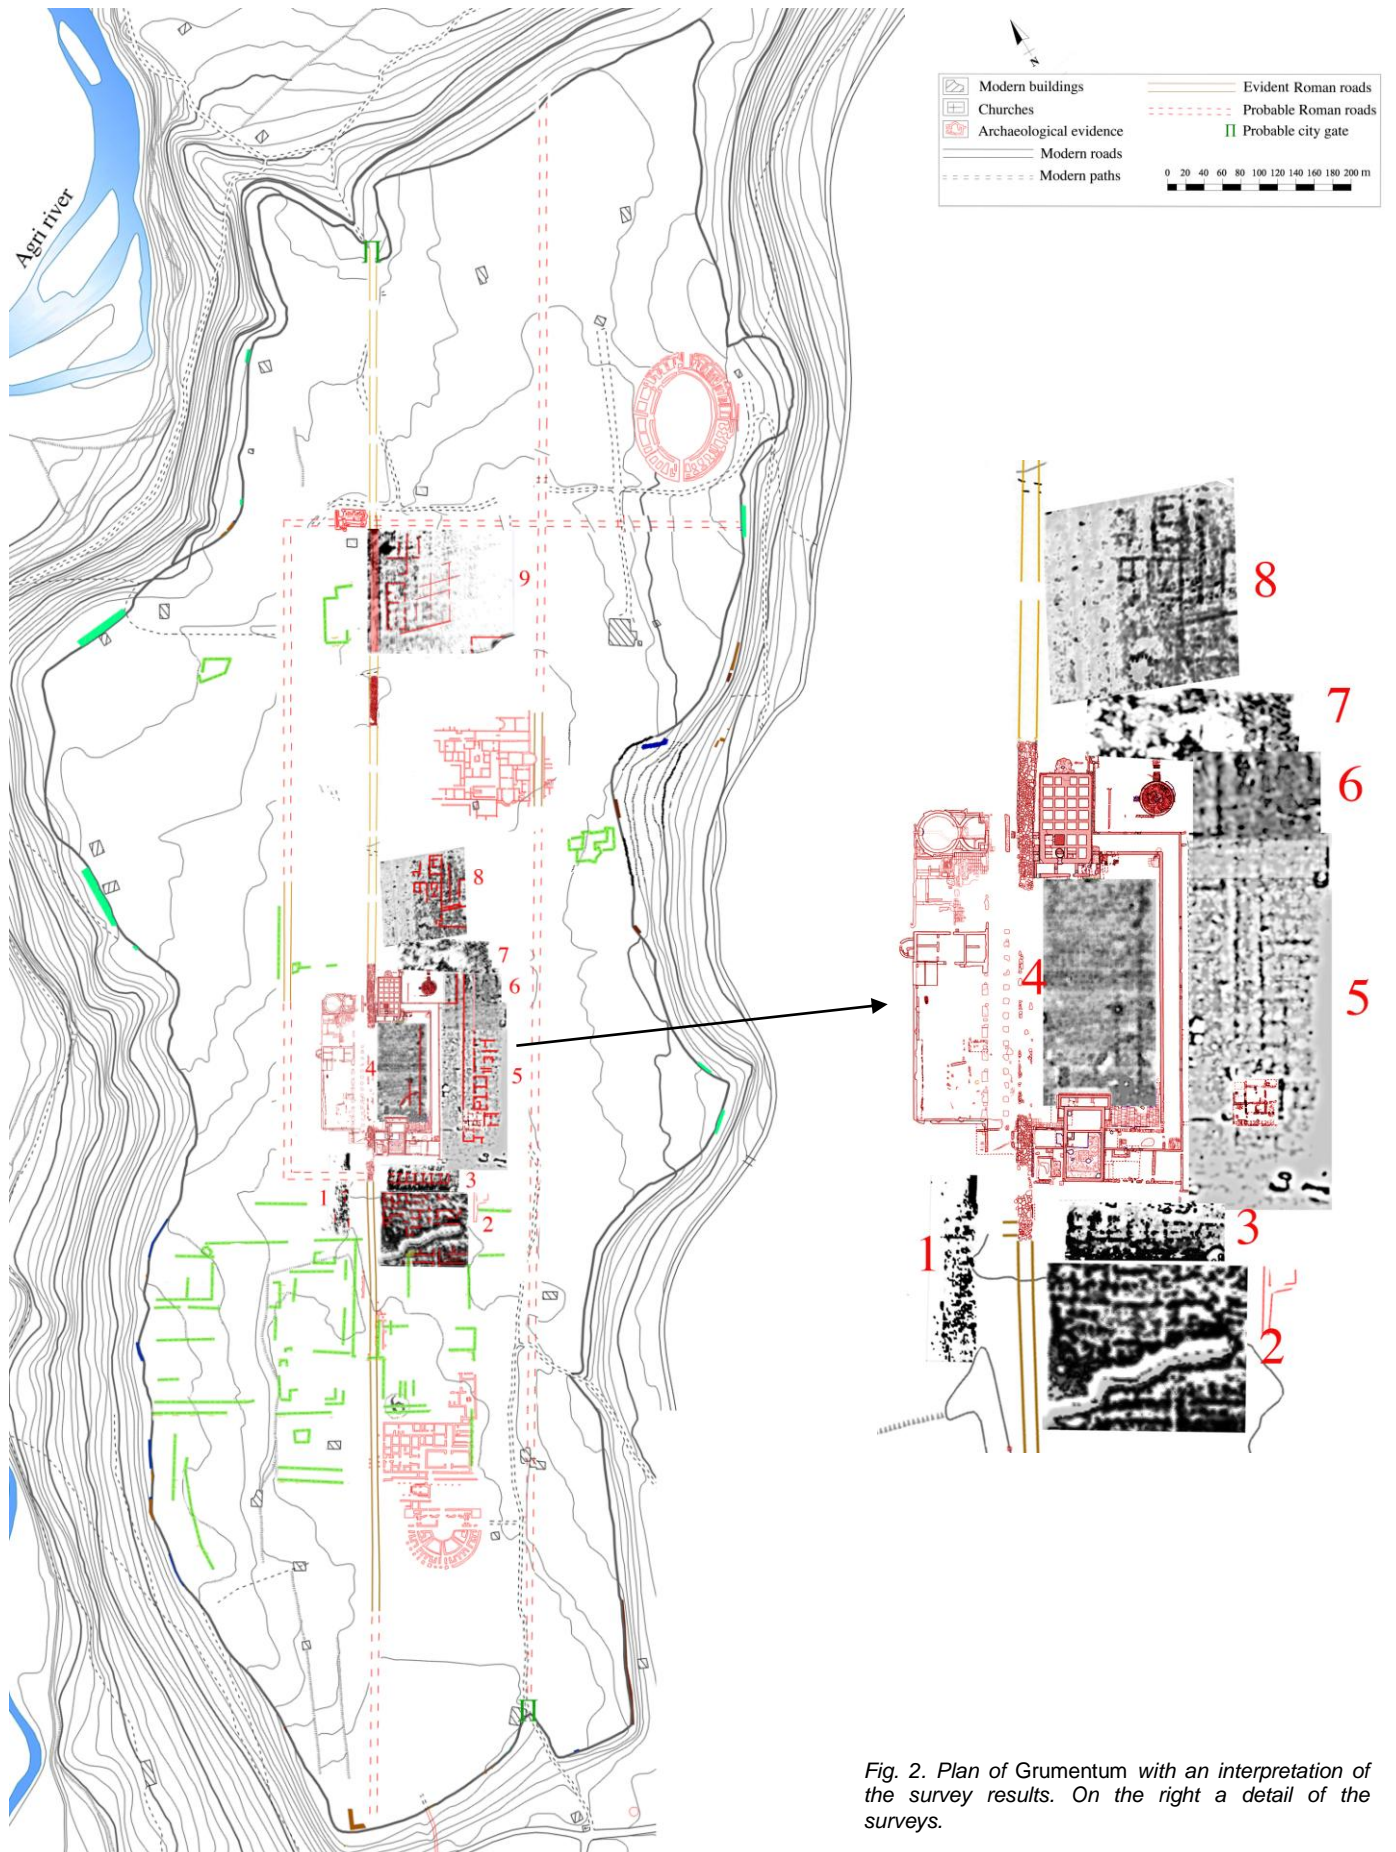 N
Modern buildings
Churches
Archaeological evidence
Modern roads
Modern paths
Evident Roman roads
Probable Roman roads
Probable city gate
0 20 40 60 80 100 120 140 160 180 200 m
Agri river
9
8
7
6
5
4
3
2
1
8
7
6
5
4
3
2
1
Fig. 2. Plan of Grumentum with an interpretation of
the survey results. On the right a detail of the
surveys.